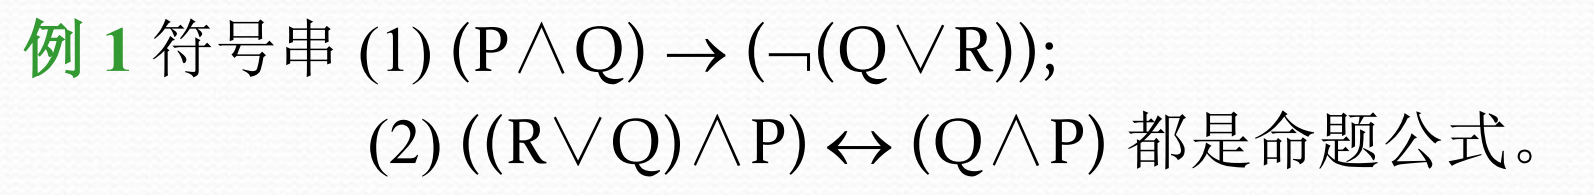 例 1 符号串 (1) (P∧Q) → (¬(Q∨R));
(2) ((R∨Q)∧P) ↔ (Q∧P) 都是命题公式。